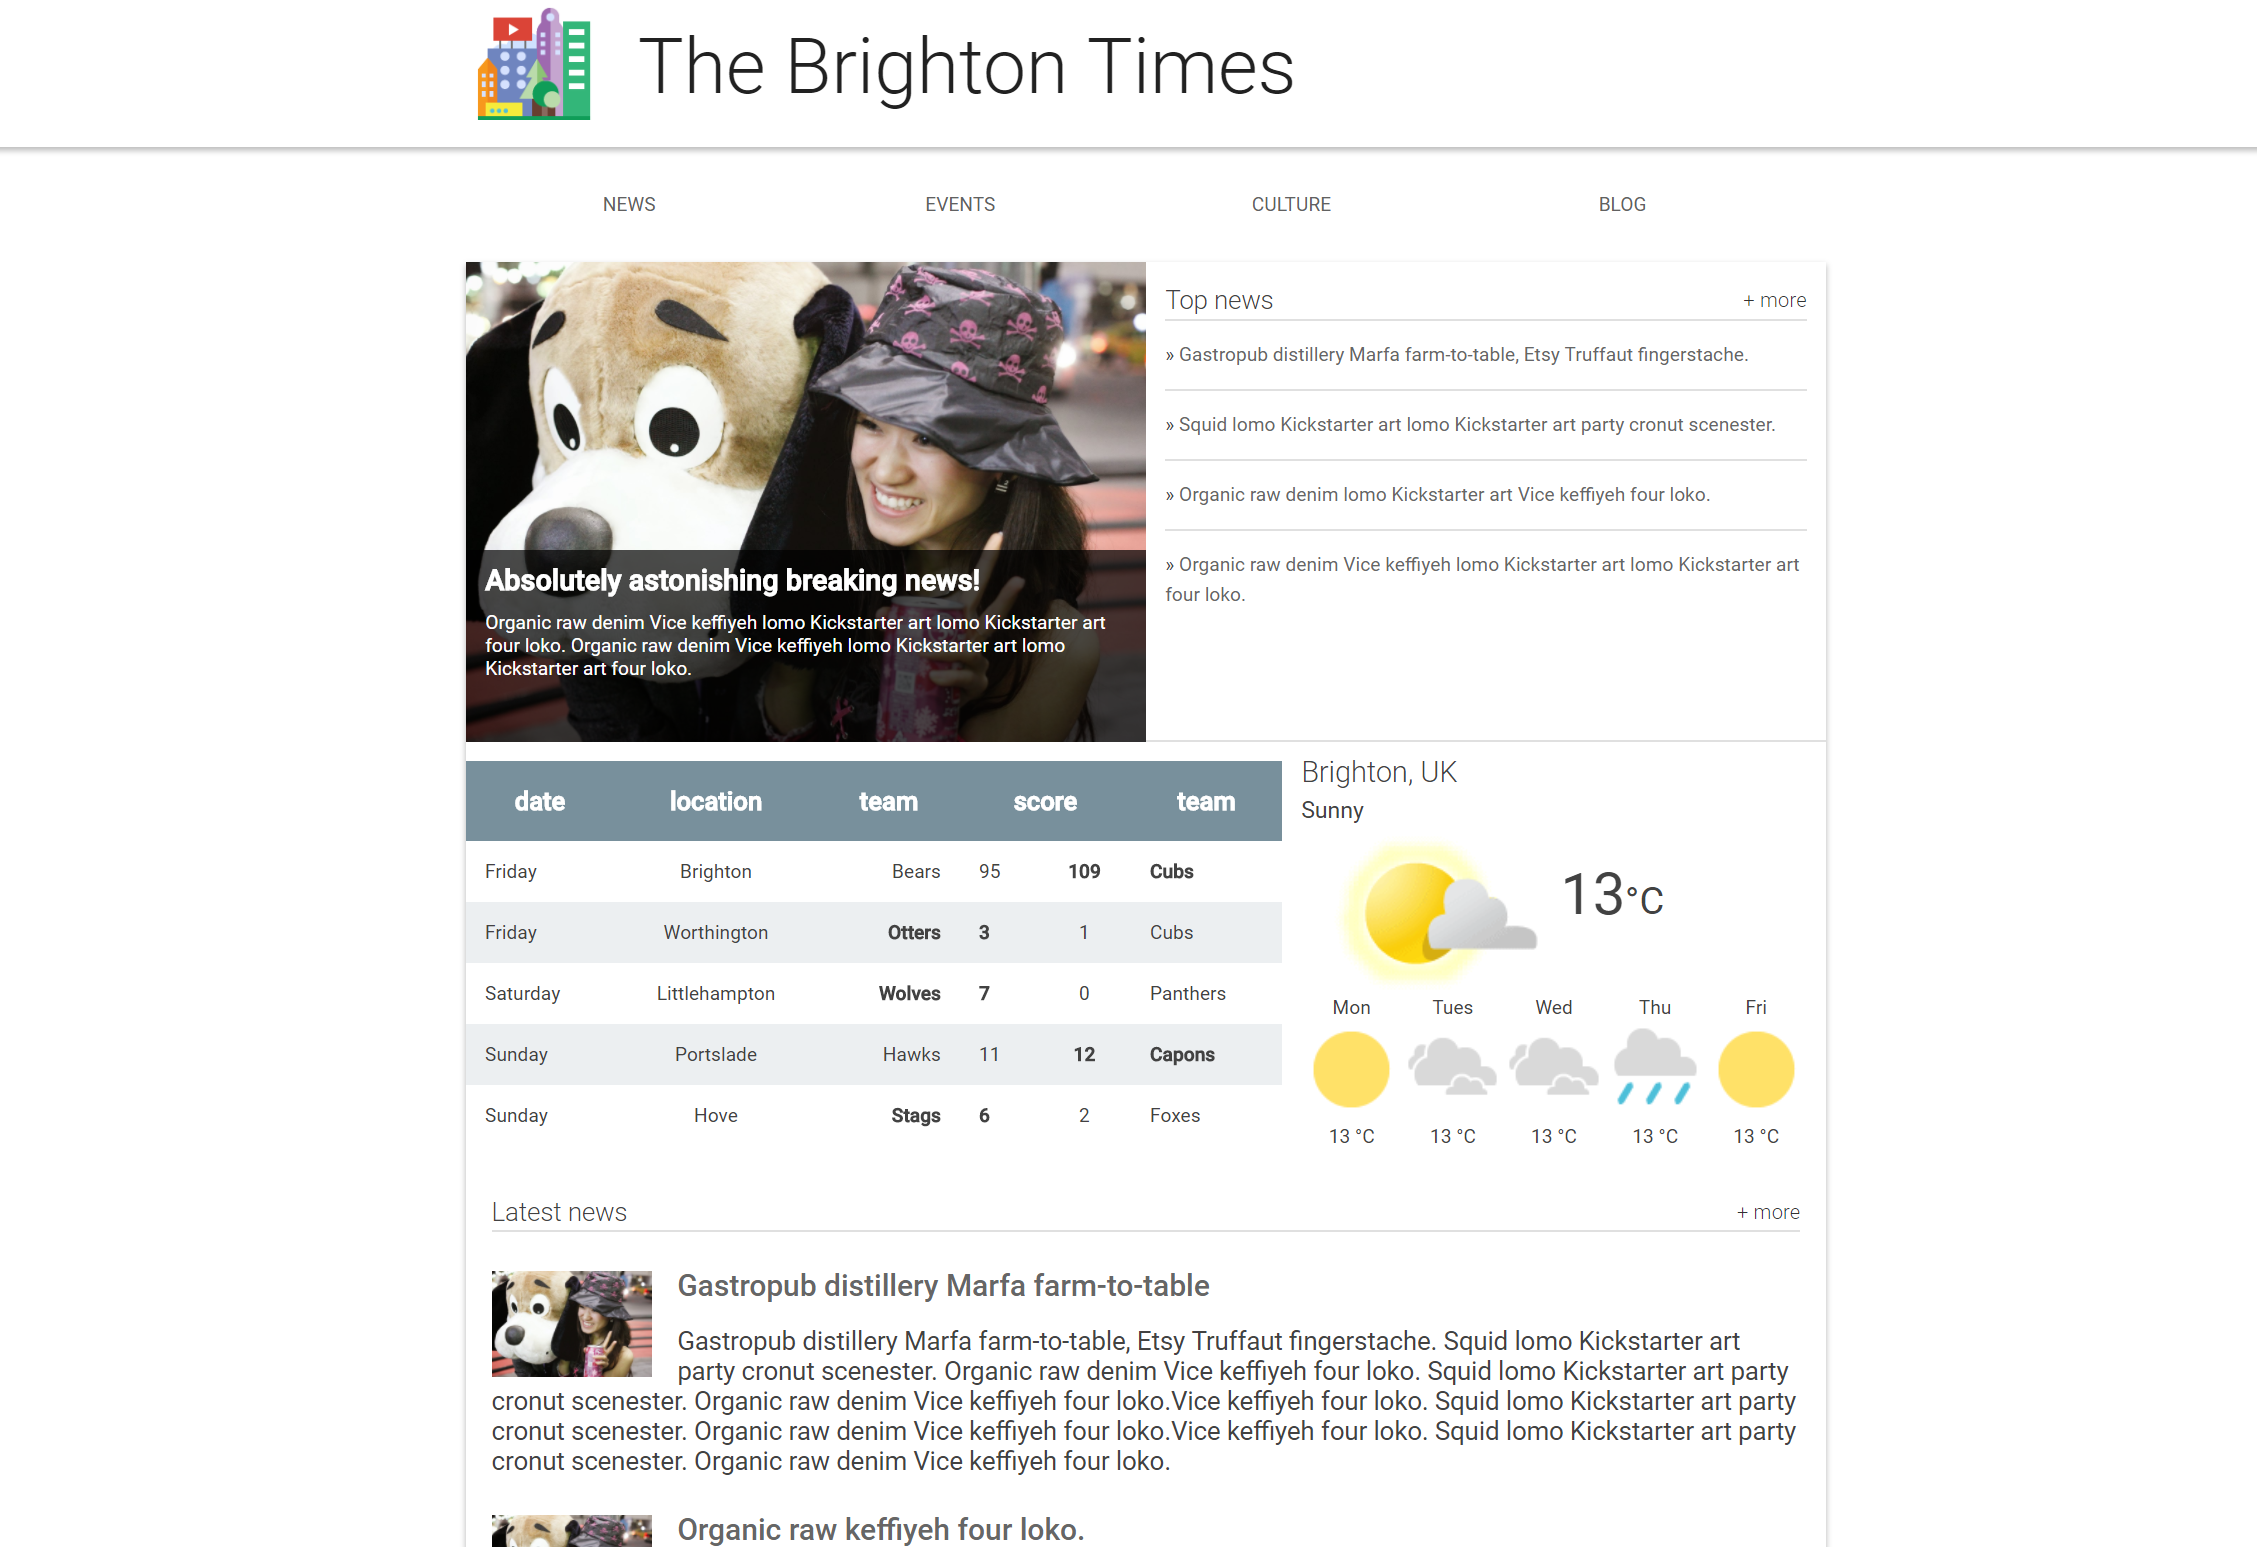 The Brighton Times
NEWS EVENTS CULTURE BLOG
Absolutely astonishing breaking news!
Organic raw denim Vice keffiyeh lomo Kickstarter art lomo Kickstarter art
four loko. Organic raw denim Vice keffiyeh lomo Kickstarter art lomo
Kickstarter art four loko.
Top news + more
» Gastropub distillery Marfa farm-to-table, Etsy Truffaut fingerstache.
» Squid lomo Kickstarter art lomo Kickstarter art party cronut scenester.
» Organic raw denim lomo Kickstarter art Vice keffiyeh four loko.
» Organic raw denim Vice keffiyeh lomo Kickstarter art lomo Kickstarter art
four loko.
date location team score team
Friday Brighton Bears 95 109 Cubs
Friday Worthington Otters 3 1 Cubs
Saturday Littlehampton Wolves 7 0 Panthers
Sunday Portslade Hawks 11 12 Capons
Sunday Hove Stags 6 2 Foxes
Brighton, UK
Sunny
13°C
Mon Tues Wed Thu Fri
13 °C 13 °C 13 °C 13 °C 13 °C
Latest news + more
Gastropub distillery Marfa farm-to-table
Gastropub distillery Marfa farm-to-table, Etsy Truffaut fingerstache. Squid lomo Kickstarter art
party cronut scenester. Organic raw denim Vice keffiyeh four loko. Squid lomo Kickstarter art party
cronut scenester. Organic raw denim Vice keffiyeh four loko.Vice keffiyeh four loko. Squid lomo Kickstarter art party
cronut scenester. Organic raw denim Vice keffiyeh four loko.Vice keffiyeh four loko. Squid lomo Kickstarter art party
cronut scenester. Organic raw denim Vice keffiyeh four loko.
Organic raw keffiyeh four loko.